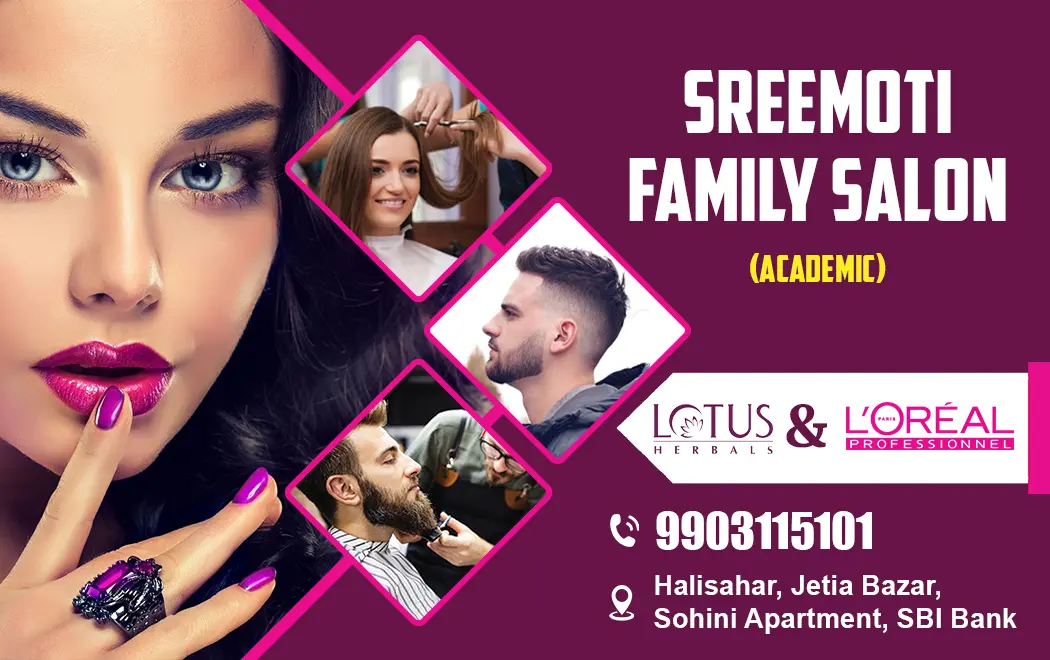 SREEMOTI
FAMILY SALON
(ACADEMIC)
LOTUS HERBALS & L'ORÉAL PARIS PROFESSIONNEL
9903115101
Halisahar, Jetia Bazar,
Sohini Apartment, SBI Bank